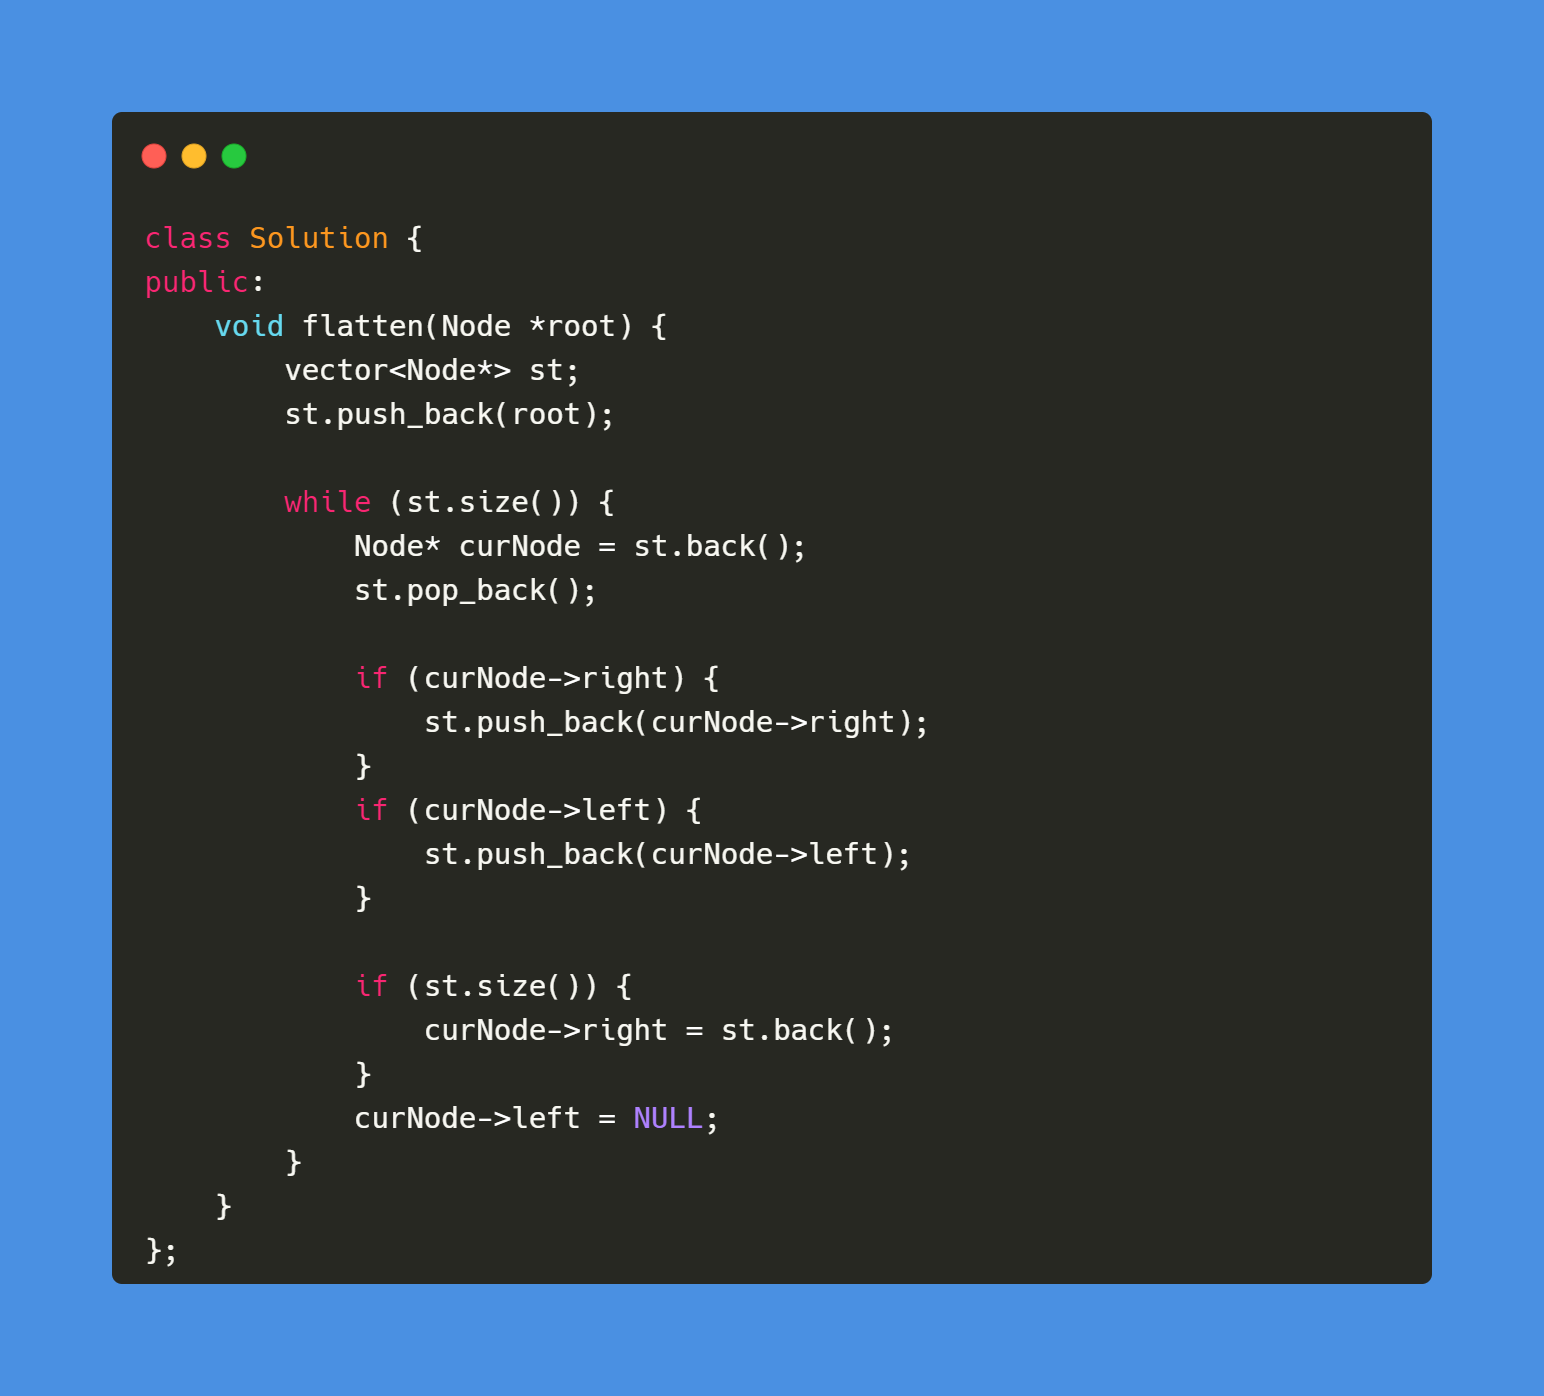 class Solution {
public:
    void flatten(Node *root) {
        vector<Node*> st;
        st.push_back(root);

        while (st.size()) {
            Node* curNode = st.back();
            st.pop_back();

            if (curNode->right) {
                st.push_back(curNode->right);
            }
            if (curNode->left) {
                st.push_back(curNode->left);
            }

            if (st.size()) {
                curNode->right = st.back();
            }
            curNode->left = NULL;
        }
    }
};